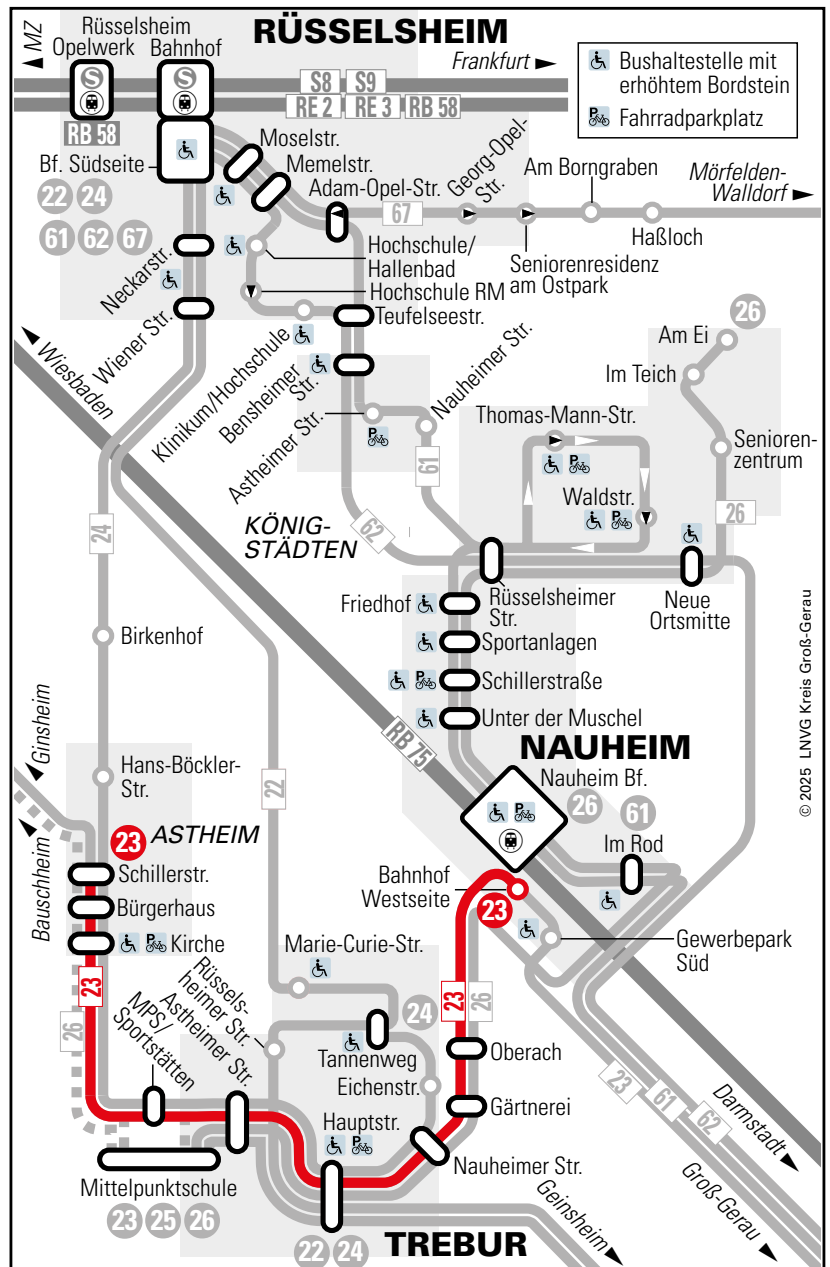 MZ
Rüsselsheim
Opelwerk
Bahnhof
RÜSSELSHEIM
Frankfurt
Bushaltestelle mit
erhöhtem Bordstein
Fahrradparkplatz
S
S
S8
S9
RE 2
RE 3
RB 58
RB 58
Bf. Südseite
22
24
61
62
67
Moselstr.
Memelstr.
Adam-Opel-Str.
67
Georg-Opel-
Str.
Am Borngraben
Mörfelden-
Walldorf
Haßloch
Seniorenresidenz
am Ostpark
Neckarstr.
Wiener Str.
Hochschule/
Hallenbad
Hochschule RM
Teufelseestr.
Klinikum/Hochschule
Bensheimer
Str.
Astheimer Str.
Nauheimer Str.
Wiesbaden
26
Am Ei
Im Teich
Senioren-
zentrum
26
Thomas-Mann-Str.
Waldstr.
61
62
24
KÖNIG-
STÄDTEN
Rüsselsheimer
Str.
Neue
Ortsmitte
Friedhof
Sportanlagen
Schillerstraße
Unter der Muschel
Birkenhof
RB 75
NAUHEIM
Nauheim Bf.
26
61
Im Rod
Bahnhof
Westseite
23
Gewerbepark
Süd
© 2025 LNVG Kreis Groß-Gerau
Ginsheim
Bauschheim
Hans-Böckler-
Str.
22
23
ASTHEIM
Schillerstr.
Bürgerhaus
Kirche
23
26
MPS/
Sportstätten
Astheimer Str.
Rüssels-
heimer Str.
Marie-Curie-Str.
24
Tannenweg
Eichenstr.
23
26
Oberach
Gärtnerei
Hauptstr.
Nauheimer Str.
Mittelpunktschule
23
25
26
22
24
TREBUR
Geinsheim
23
61
62
Darmstadt
Groß-Gerau